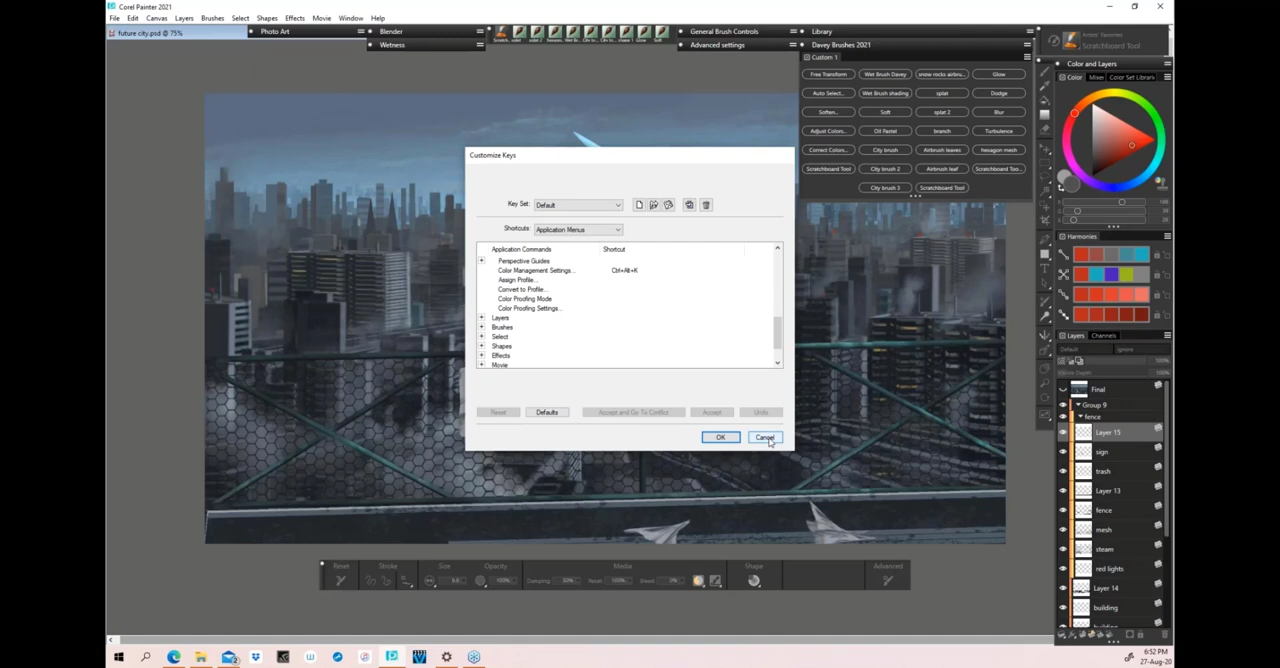 Corel Painter 2021
File Edit Canvas Layers Brushes Select Shapes Effects Movie Window Help
future city.psd @ 75%
Photo Art
Blender
Wetness
General Brush Controls
Advanced settings
Library
Davey Brushes 2021
Custom 1
Free Transform Wet Brush Davey snow rocks airbru... Glow
Auto Select... Wet Brush shading splat Dodge
Soften... Soft splat 2 Blur
Adjust Colors... Oil Pastel branch Turbulence
Correct Colors... City brush Airbrush leaves hexagon mesh
Scratchboard Tool City brush 2 Airbrush leaf Scratchboard Too...
City brush 3 Scratchboard Tool
Artists' Favorites
Scratchboard Tool
Color and Layers
Color Mixer Color Set Librari
Harmonies
Layers Channels
Default Ignore
Final
Group 9
fence
Layer 15
sign
trash
Layer 13
fence
mesh
steam
red lights
Layer 14
building
Customize Keys
Key Set: Default
Shortcuts: Application Menus
Application Commands Shortcut
Perspective Guides
Color Management Settings... Ctrl+Alt+K
Assign Profile...
Convert to Profile...
Color Proofing Mode
Color Proofing Settings...
Layers
Brushes
Select
Shapes
Effects
Movie
Reset Defaults Accept and Go To Conflict Accept Undo
OK Cancel
Reset Stroke Size Opacity Media Shape Advanced
6:52 PM
27-Aug-20